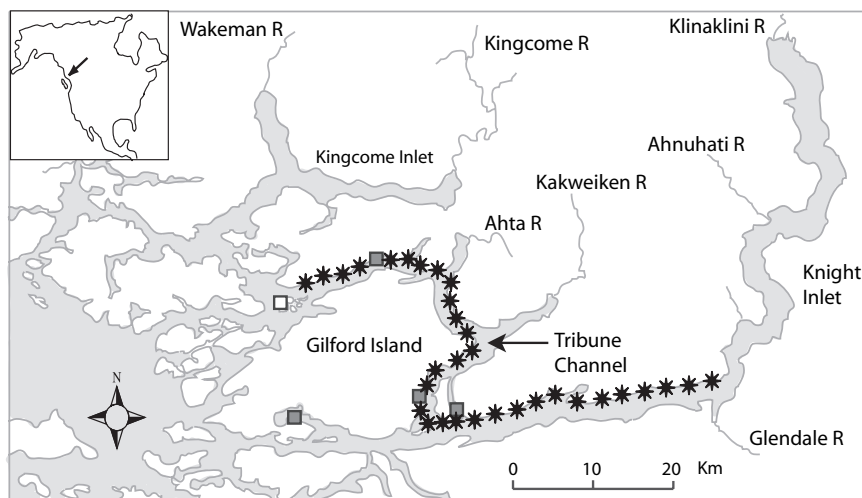 Wakeman R
Kingcome R
Klinaklini R
Kingcome Inlet
Ahnuhati R
Kakweiken R
Ahta R
Knight
Inlet
Gilford Island
Tribune
Channel
N
Glendale R
0 10 20 Km